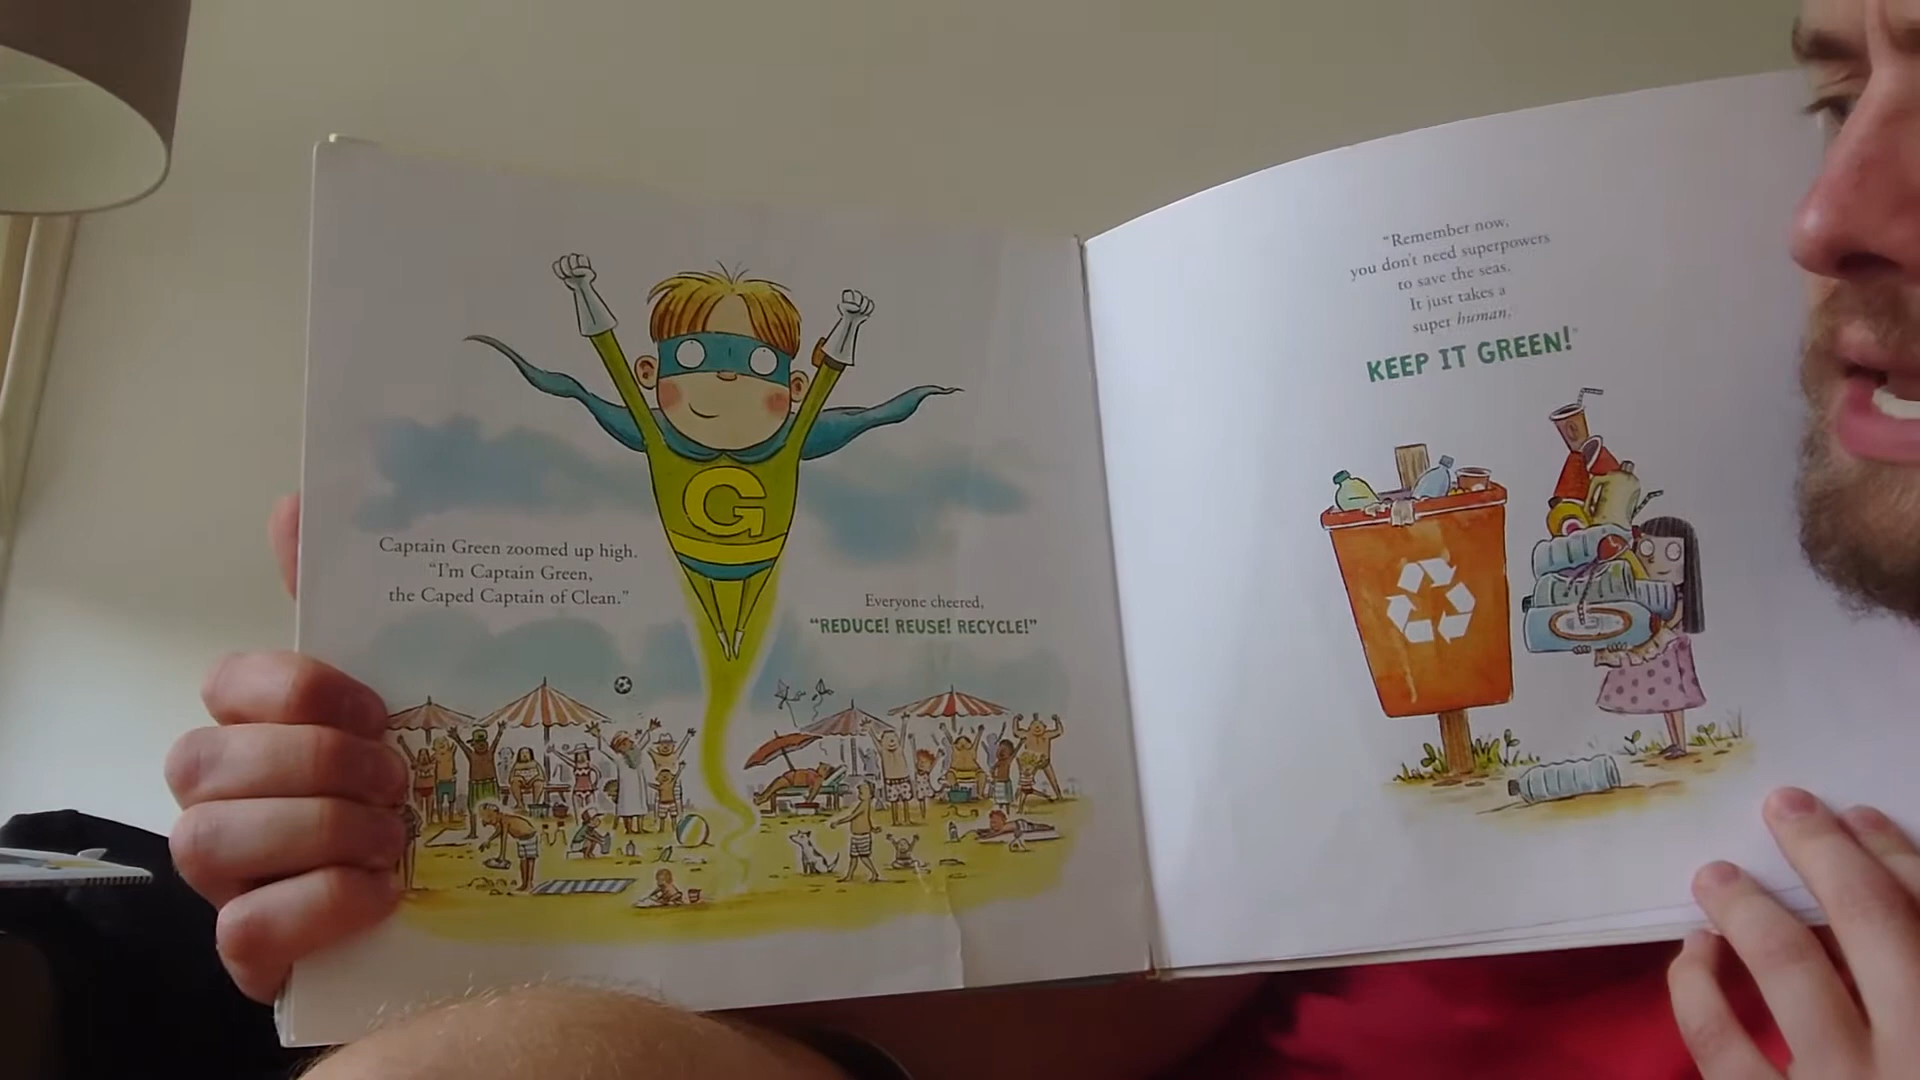 G
Captain Green zoomed up high.
"I'm Captain Green,
the Caped Captain of Clean."
Everyone cheered,
"REDUCE! REUSE! RECYCLE!"
"Remember now,
you don't need superpowers
to save the seas.
It just takes a
super human,
KEEP IT GREEN!"